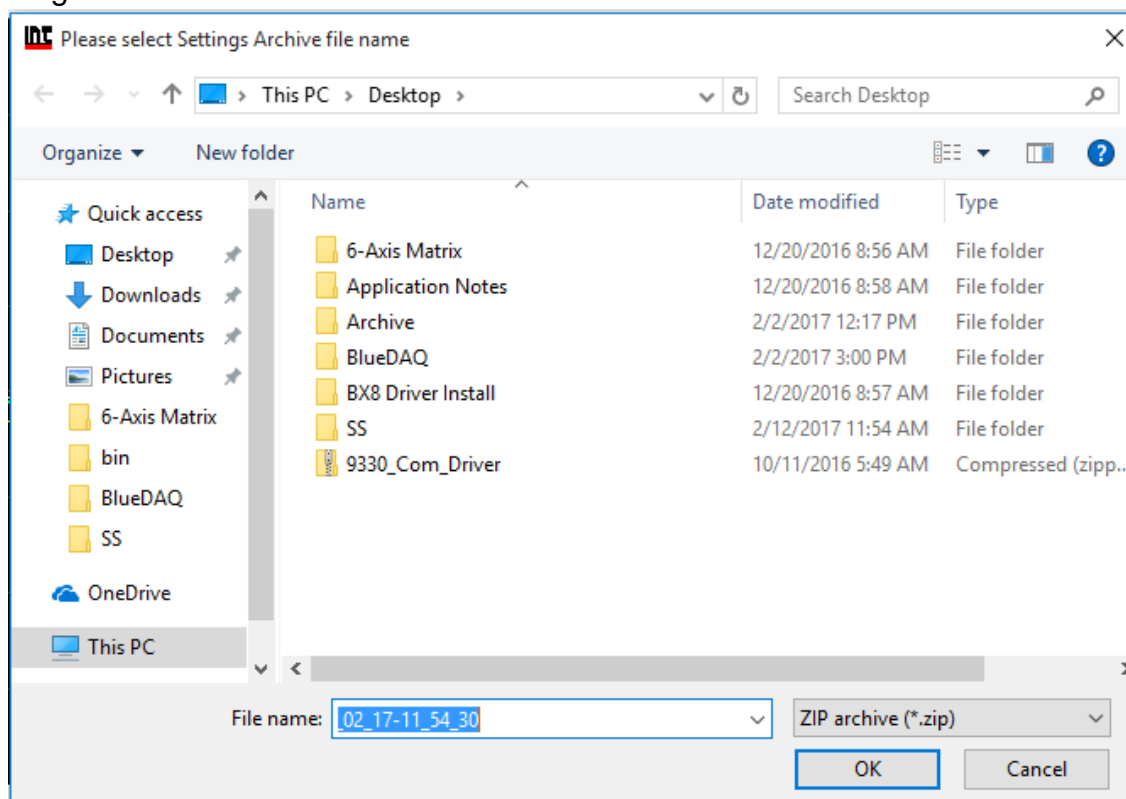 Please select Settings Archive file name
This PC > Desktop >
Search Desktop
Organize
New folder
Name
Date modified
Type
Quick access
Desktop
Downloads
Documents
Pictures
6-Axis Matrix
bin
BlueDAQ
SS
OneDrive
This PC
6-Axis Matrix 12/20/2016 8:56 AM File folder
Application Notes 12/20/2016 8:58 AM File folder
Archive 2/2/2017 12:17 PM File folder
BlueDAQ 2/2/2017 3:00 PM File folder
BX8 Driver Install 12/20/2016 8:57 AM File folder
SS 2/12/2017 11:54 AM File folder
9330_Com_Driver 10/11/2016 5:49 AM Compressed (zipp..
File name: _02_17-11_54_30
ZIP archive (*.zip)
OK
Cancel